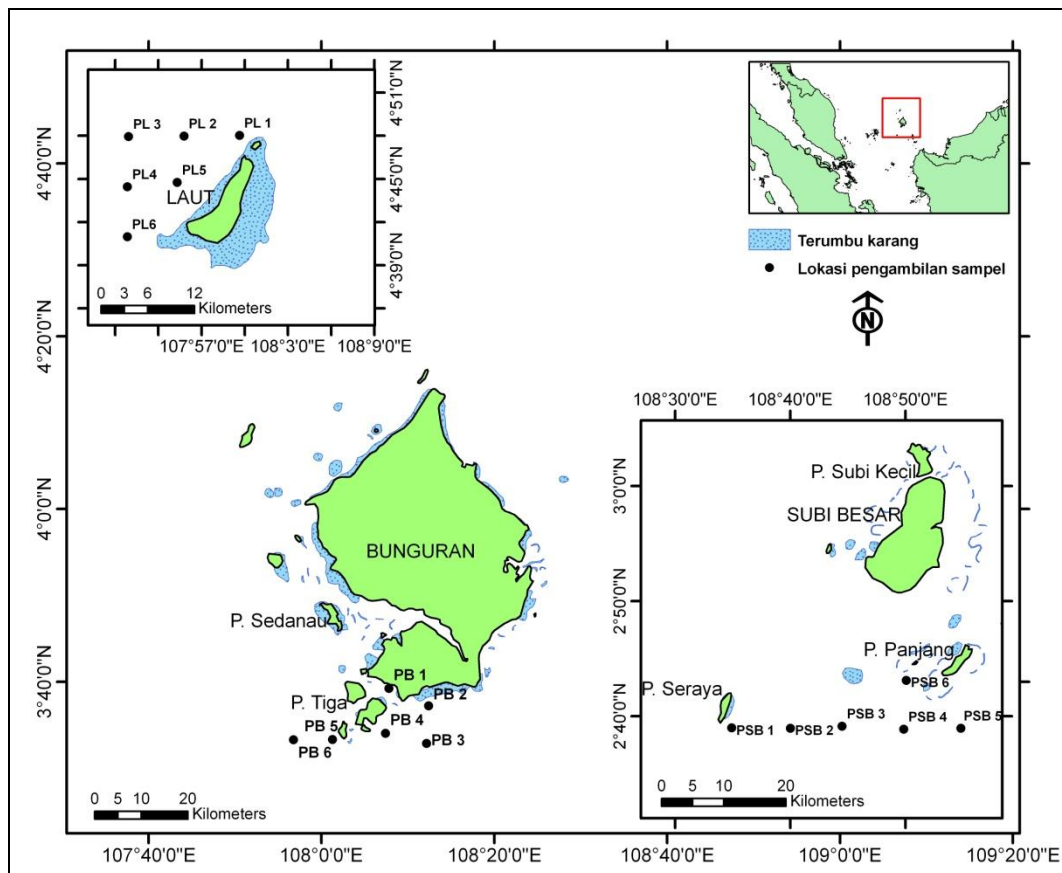 PL 3
PL 2
PL 1
PL4
PL5
LAUT
PL6
0 3 6 12
Kilometers
4°51'0"N
4°45'0"N
4°39'0"N
107°57'0"E 108°3'0"E 108°9'0"E
4°40'0"N
4°20'0"N
4°0'0"N
3°40'0"N
Terumbu karang
Lokasi pengambilan sampel
N
BUNGURAN
P. Sedanau
P. Tiga
PB 1
PB 2
PB 4
PB 5
PB 3
PB 6
0 5 10 20
Kilometers
108°30'0"E 108°40'0"E 108°50'0"E
3°0'0"N
2°50'0"N
2°40'0"N
P. Subi Kecil
SUBI BESAR
P. Panjang
P. Seraya
PSB 6
PSB 1
PSB 2
PSB 3
PSB 4
PSB 5
0 5 10 20
Kilometers
107°40'0"E 108°0'0"E 108°20'0"E 108°40'0"E 109°0'0"E 109°20'0"E